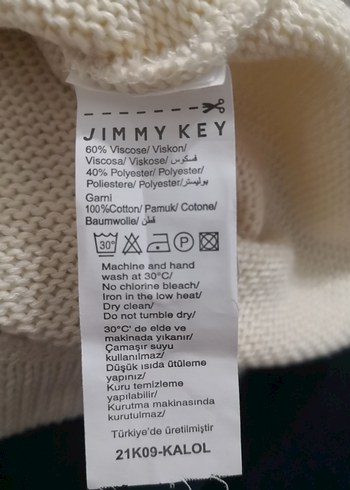 JIMMY KEY
60% Viscose/ Viskon/
Viscosa/ Viskose/ فسكوس
40% Polyester/ Polyester/
Poliestere/ Polyester/بوليستر
Garni
100%Cotton/ Pamuk/ Cotone/
Baumwolle/ قطن
30°
P
Machine and hand
wash at 30°C/
No chlorine bleach/
Iron in the low heat/
Dry clean/
Do not tumble dry/
30°C' de elde ve
makinada yıkanır/
Çamaşır suyu
kullanılmaz/
Düşük ısıda ütüleme
yapınız/
Kuru temizleme
yapılabilir/
Kurutma makinasında
kurutulmaz/
Türkiye'de üretilmiştir
21K09-KALOL